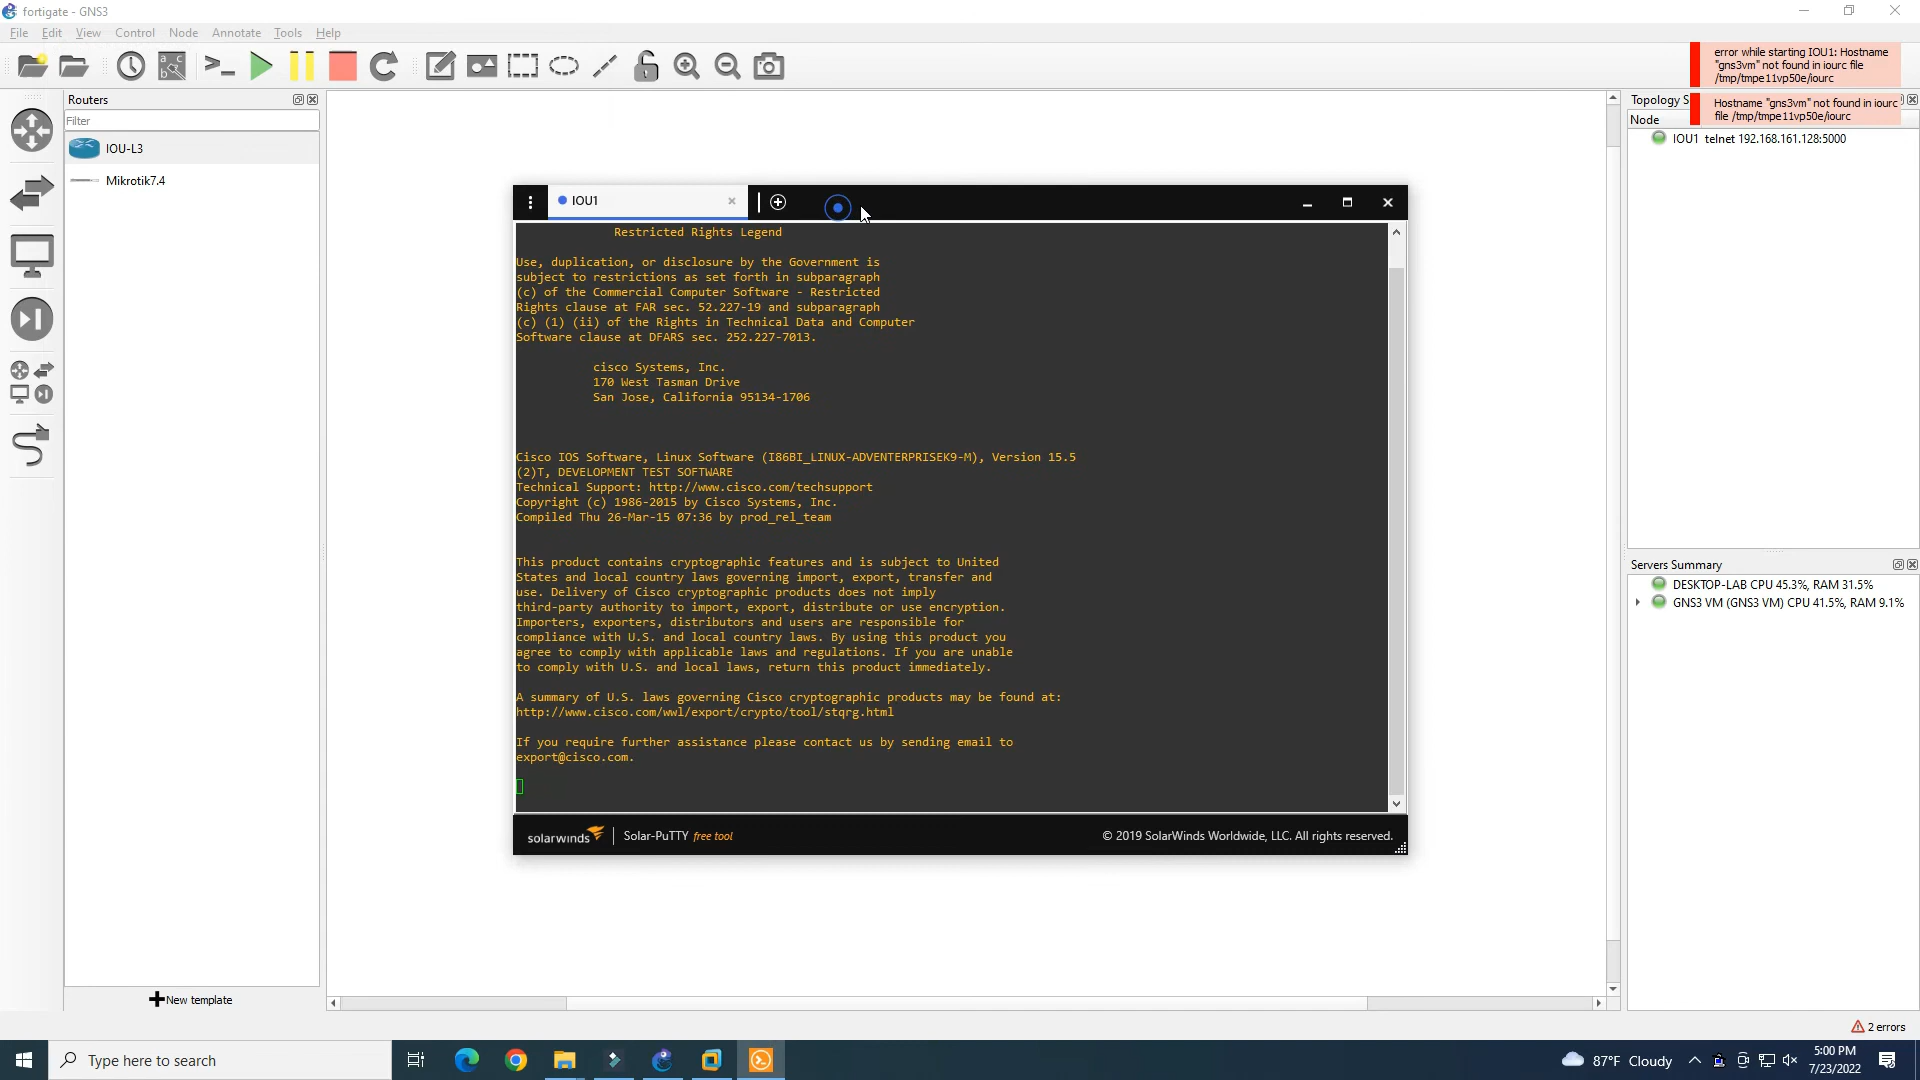 fortigate - GNS3
File Edit View Control Node Annotate Tools Help
error while starting IOU1: Hostname
"gns3vm" not found in iourc file
/tmp/tmpe11vp50e/iourc
Hostname "gns3vm" not found in iourc
file /tmp/tmpe11vp50e/iourc
Routers
Filter
IOU-L3
Mikrotik7.4
New template
Topology S
Node
IOU1 telnet 192.168.161.128:5000
IOU1
Restricted Rights Legend
Use, duplication, or disclosure by the Government is
subject to restrictions as set forth in subparagraph
(c) of the Commercial Computer Software - Restricted
Rights clause at FAR sec. 52.227-19 and subparagraph
(c) (1) (ii) of the Rights in Technical Data and Computer
Software clause at DFARS sec. 252.227-7013.
cisco Systems, Inc.
170 West Tasman Drive
San Jose, California 95134-1706
Cisco IOS Software, Linux Software (I86BI_LINUX-ADVENTERPRISEK9-M), Version 15.5
(2)T, DEVELOPMENT TEST SOFTWARE
Technical Support: http://www.cisco.com/techsupport
Copyright (c) 1986-2015 by Cisco Systems, Inc.
Compiled Thu 26-Mar-15 07:36 by prod_rel_team
This product contains cryptographic features and is subject to United
States and local country laws governing import, export, transfer and
use. Delivery of Cisco cryptographic products does not imply
third-party authority to import, export, distribute or use encryption.
Importers, exporters, distributors and users are responsible for
compliance with U.S. and local country laws. By using this product you
agree to comply with applicable laws and regulations. If you are unable
to comply with U.S. and local laws, return this product immediately.
A summary of U.S. laws governing Cisco cryptographic products may be found at:
http://www.cisco.com/wwl/export/crypto/tool/stqrg.html
If you require further assistance please contact us by sending email to
export@cisco.com.
solarwinds Solar-PuTTY free tool
© 2019 SolarWinds Worldwide, LLC. All rights reserved.
Servers Summary
DESKTOP-LAB CPU 45.3%, RAM 31.5%
GNS3 VM (GNS3 VM) CPU 41.5%, RAM 9.1%
2 errors
Type here to search
87°F Cloudy
5:00 PM
7/23/2022